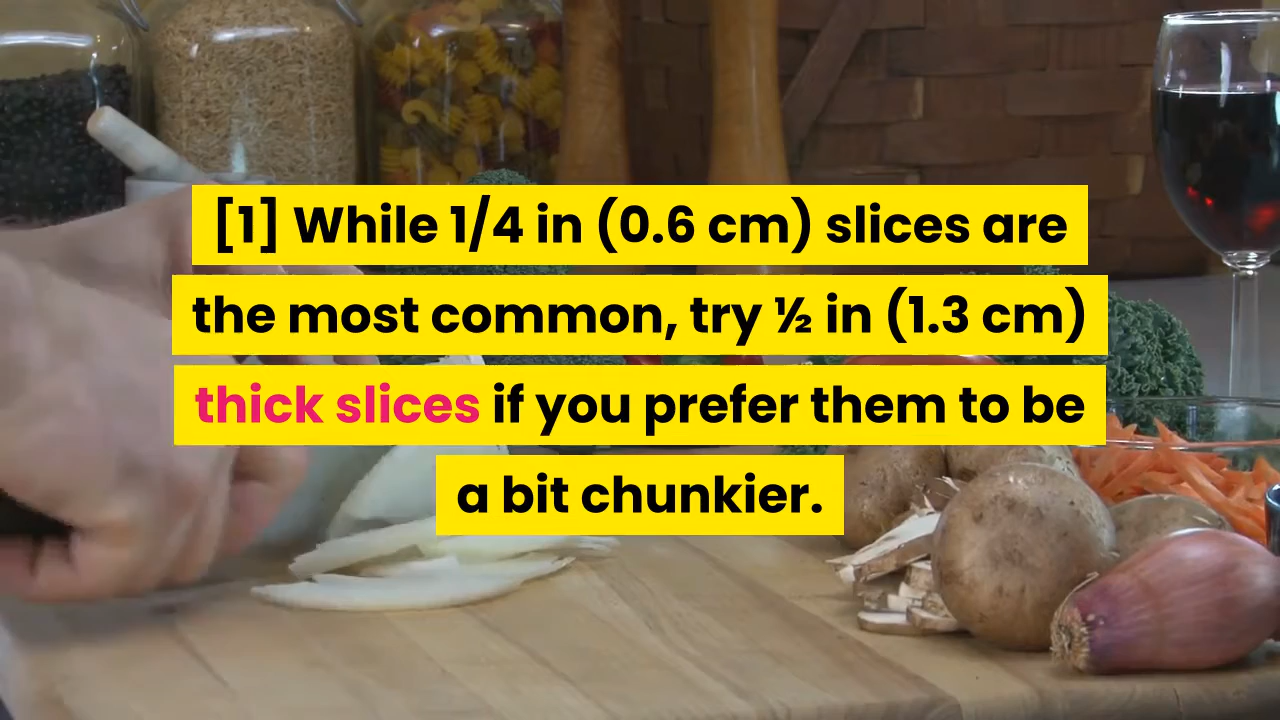 [1] While 1/4 in (0.6 cm) slices are
the most common, try ½ in (1.3 cm)
thick slices if you prefer them to be
a bit chunkier.